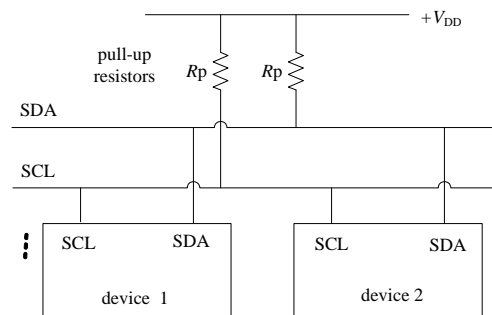 +VDD
pull-up
resistors
Rp
Rp
SDA
SCL
SCL
SDA
SCL
SDA
device 1
device 2